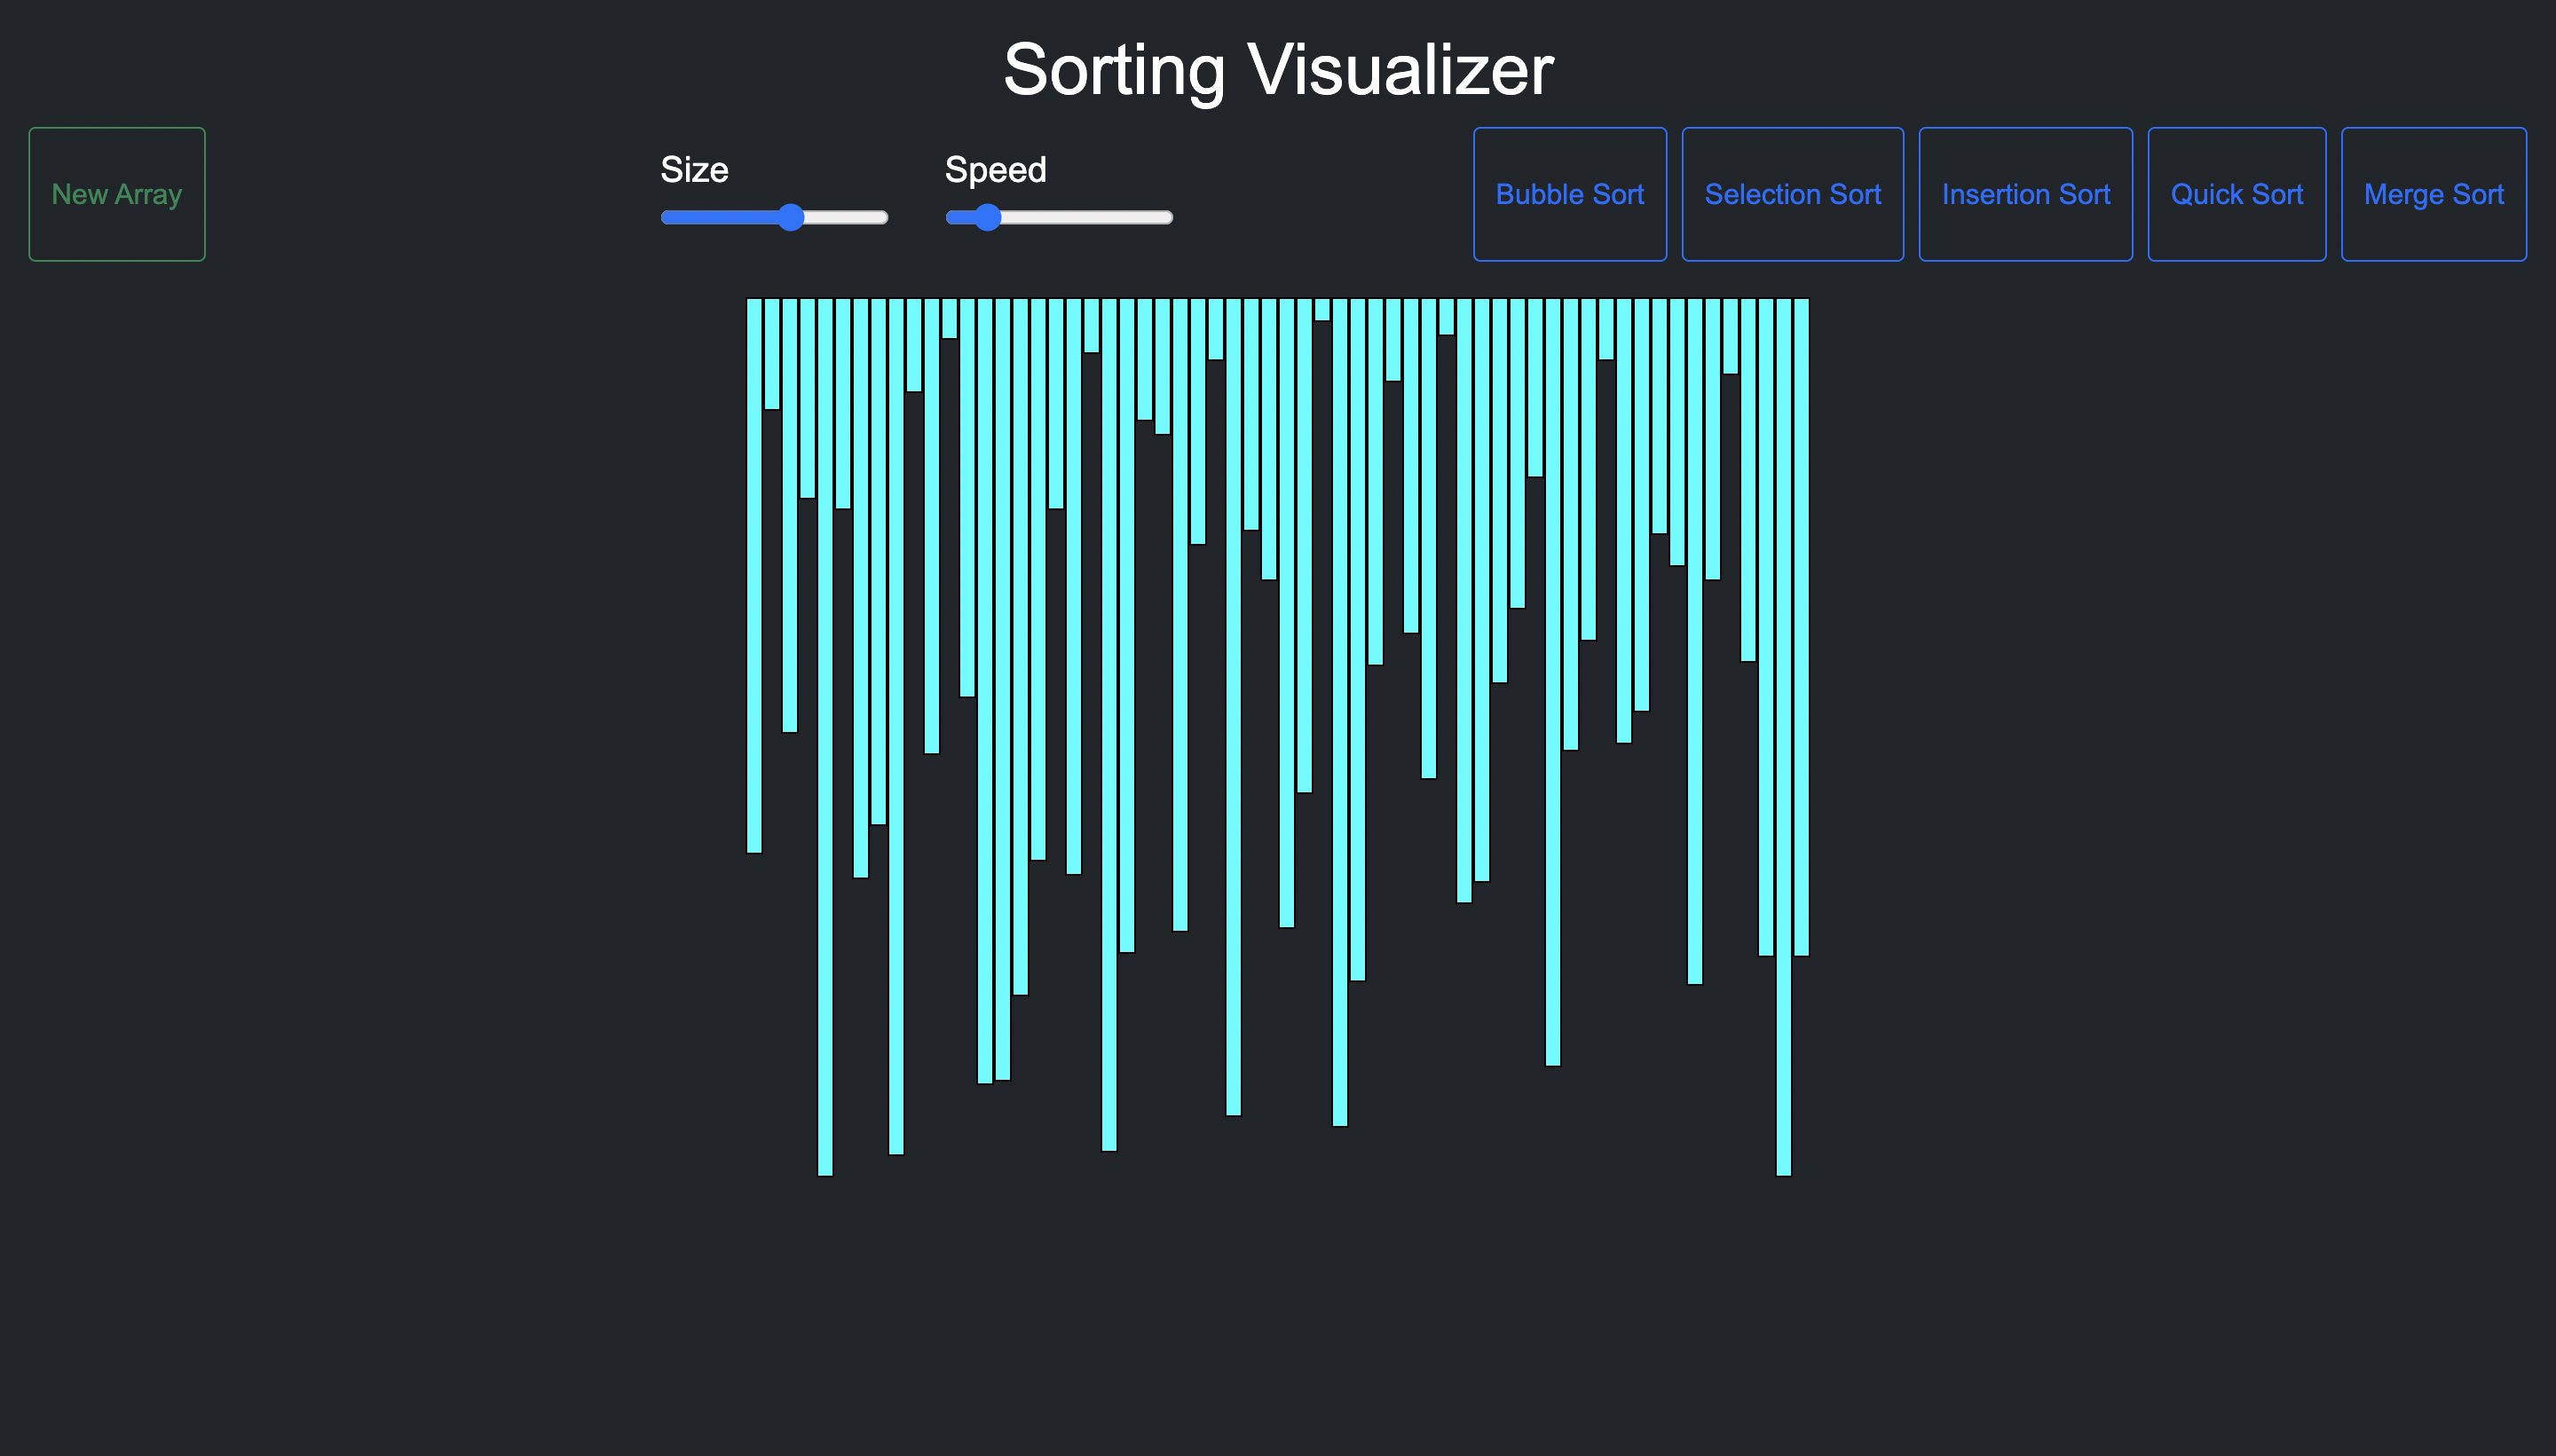 Sorting Visualizer
New Array
Size
Speed
Bubble Sort
Selection Sort
Insertion Sort
Quick Sort
Merge Sort